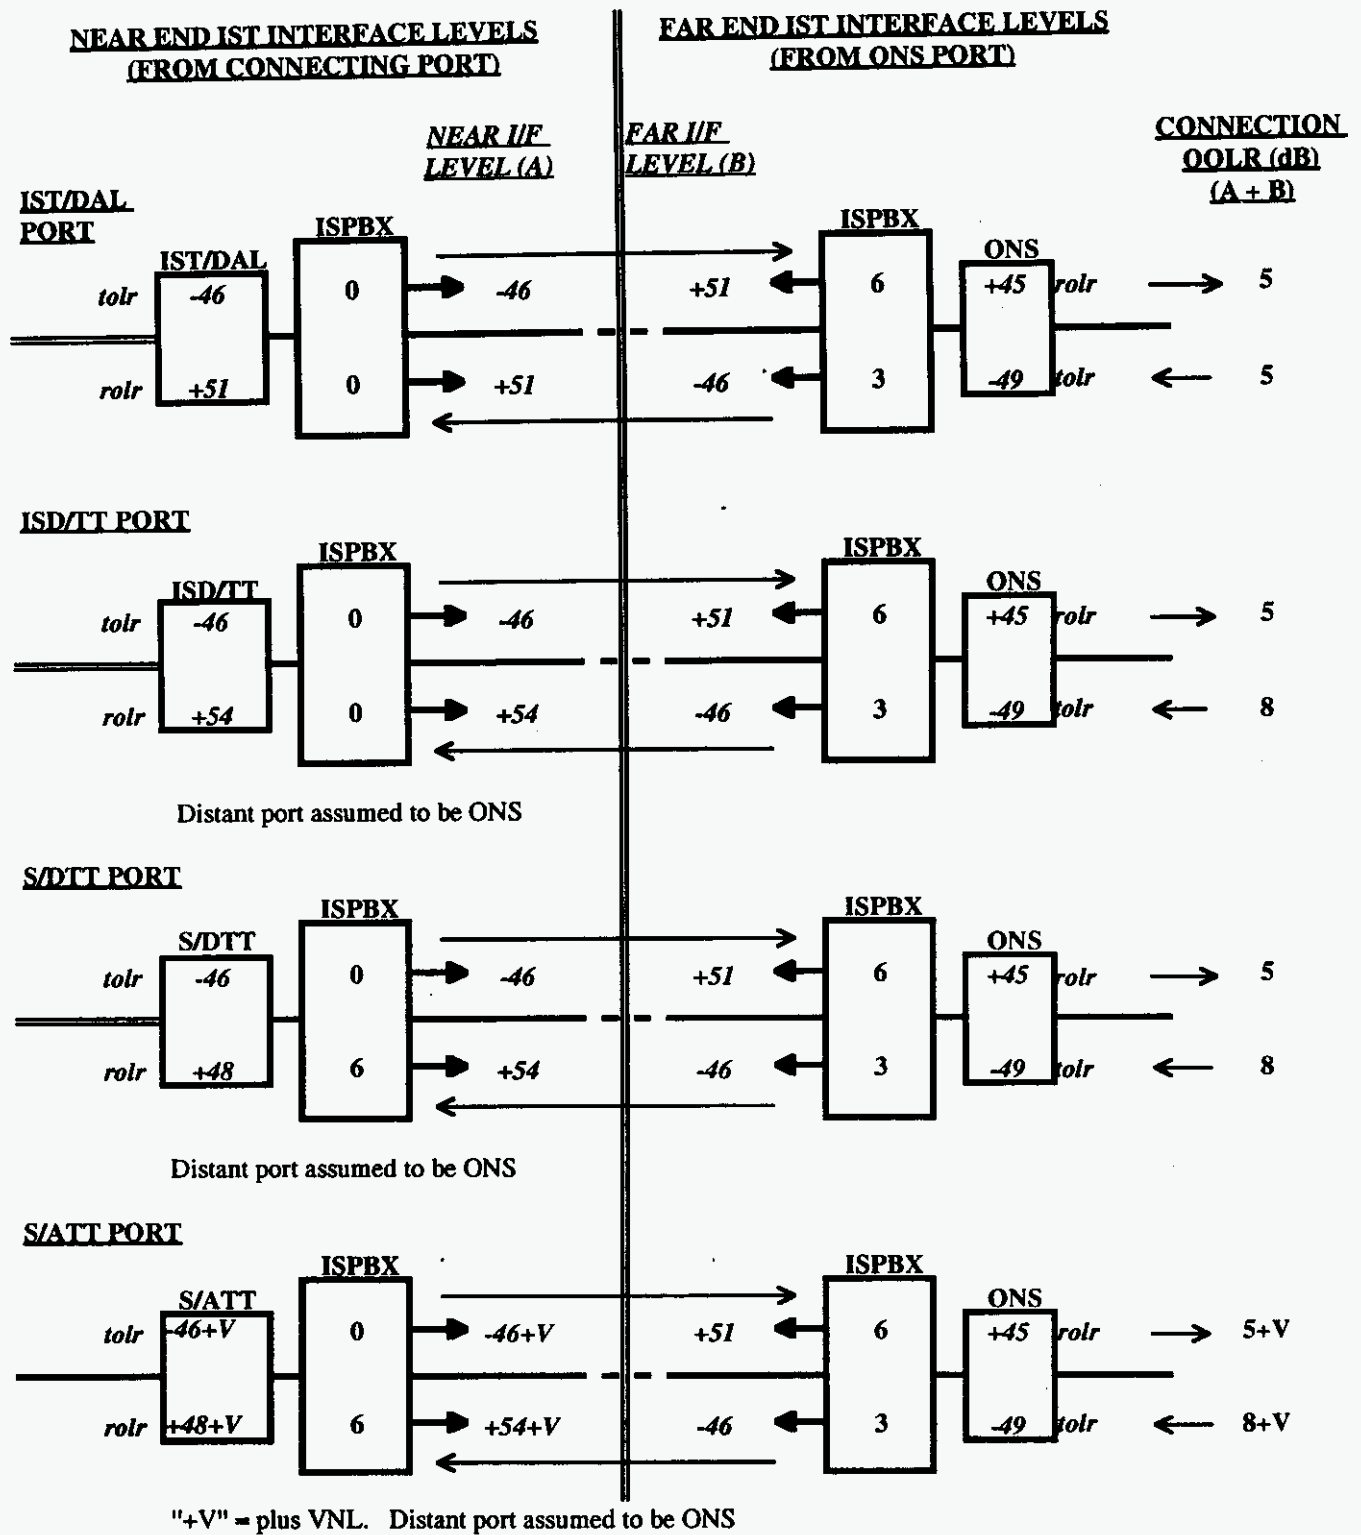 NEAR END IST INTERFACE LEVELS
(FROM CONNECTING PORT)
FAR END IST INTERFACE LEVELS
(FROM ONS PORT)
NEAR I/F
LEVEL (A)
FAR I/F
LEVEL (B)
CONNECTION
OOLR (dB)
(A + B)
IST/DAL
PORT
ISPBX
ISPBX
IST/DAL
ONS
tolr -46 0 -46 +51 6 +45 rolr 5
rolr +51 0 +51 -46 3 -49 tolr 5
ISD/TT PORT
ISPBX
ISPBX
ISD/TT
ONS
tolr -46 0 -46 +51 6 +45 rolr 5
rolr +54 0 +54 -46 3 -49 tolr 8
Distant port assumed to be ONS
S/DTT PORT
ISPBX
ISPBX
S/DTT
ONS
tolr -46 0 -46 +51 6 +45 rolr 5
rolr +48 6 +54 -46 3 -49 tolr 8
Distant port assumed to be ONS
S/ATT PORT
ISPBX
ISPBX
S/ATT
ONS
tolr -46+V 0 -46+V +51 6 +45 rolr 5+V
rolr +48+V 6 +54+V -46 3 -49 tolr 8+V
"+V" = plus VNL. Distant port assumed to be ONS